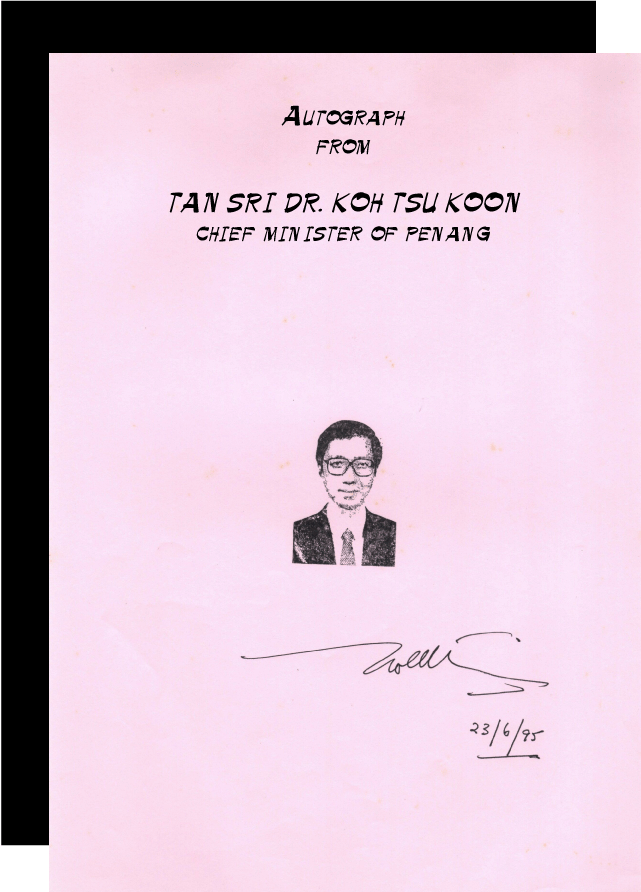 AUTOGRAPH
FROM
TAN SRI DR. KOH TSU KOON
CHIEF MINISTER OF PENANG
23/6/95